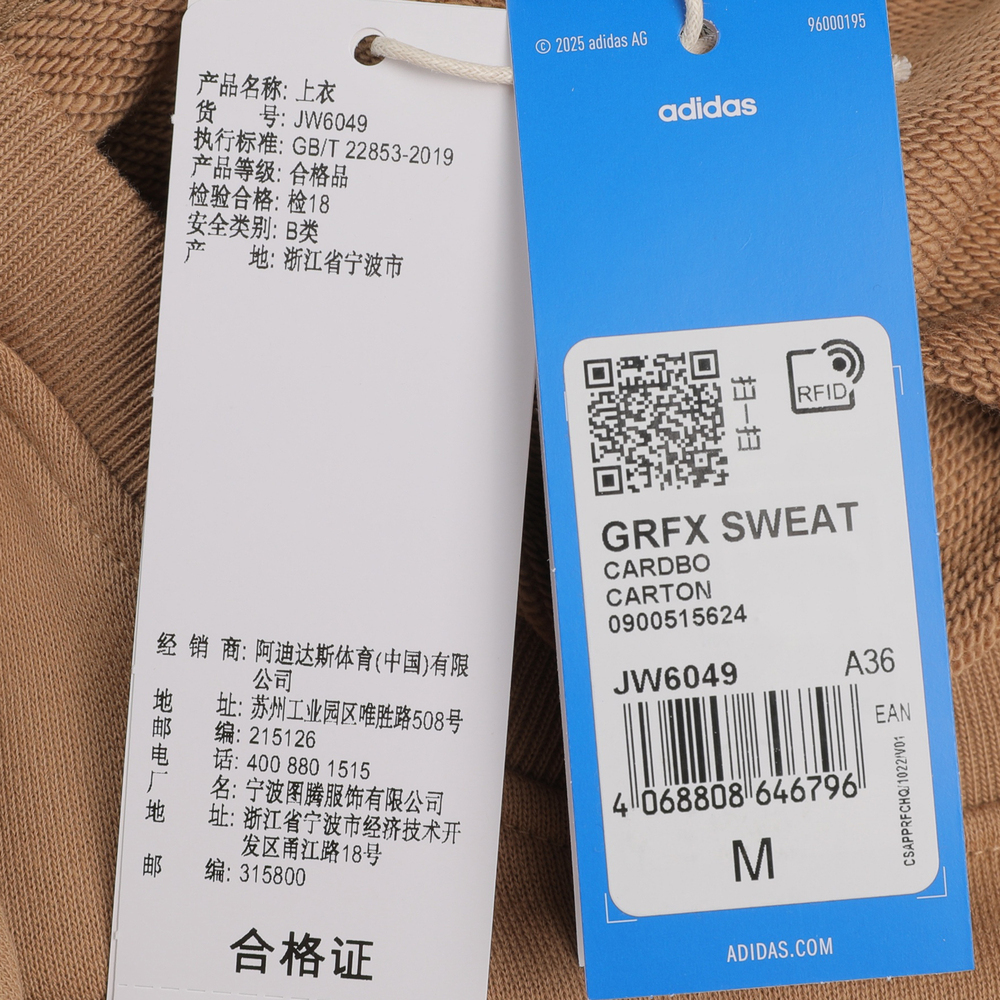 产品名称: 上衣
货 号: JW6049
执行标准: GB/T 22853-2019
产品等级: 合格品
检验合格: 检18
安全类别: B类
产 地: 浙江省宁波市
经 销 商: 阿迪达斯体育(中国)有限
公司
地 址: 苏州工业园区唯胜路508号
邮 编: 215126
电 话: 400 880 1515
厂 名: 宁波图腾服饰有限公司
地 址: 浙江省宁波市经济技术开
发区甬江路18号
邮 编: 315800
合格证
© 2025 adidas AG
96000195
adidas
扫一扫
RFID
GRFX SWEAT
CARDBO
CARTON
0900515624
JW6049 A36
EAN
4 068808 646796
CSAPPRFCHQ/1022/V01
M
ADIDAS.COM